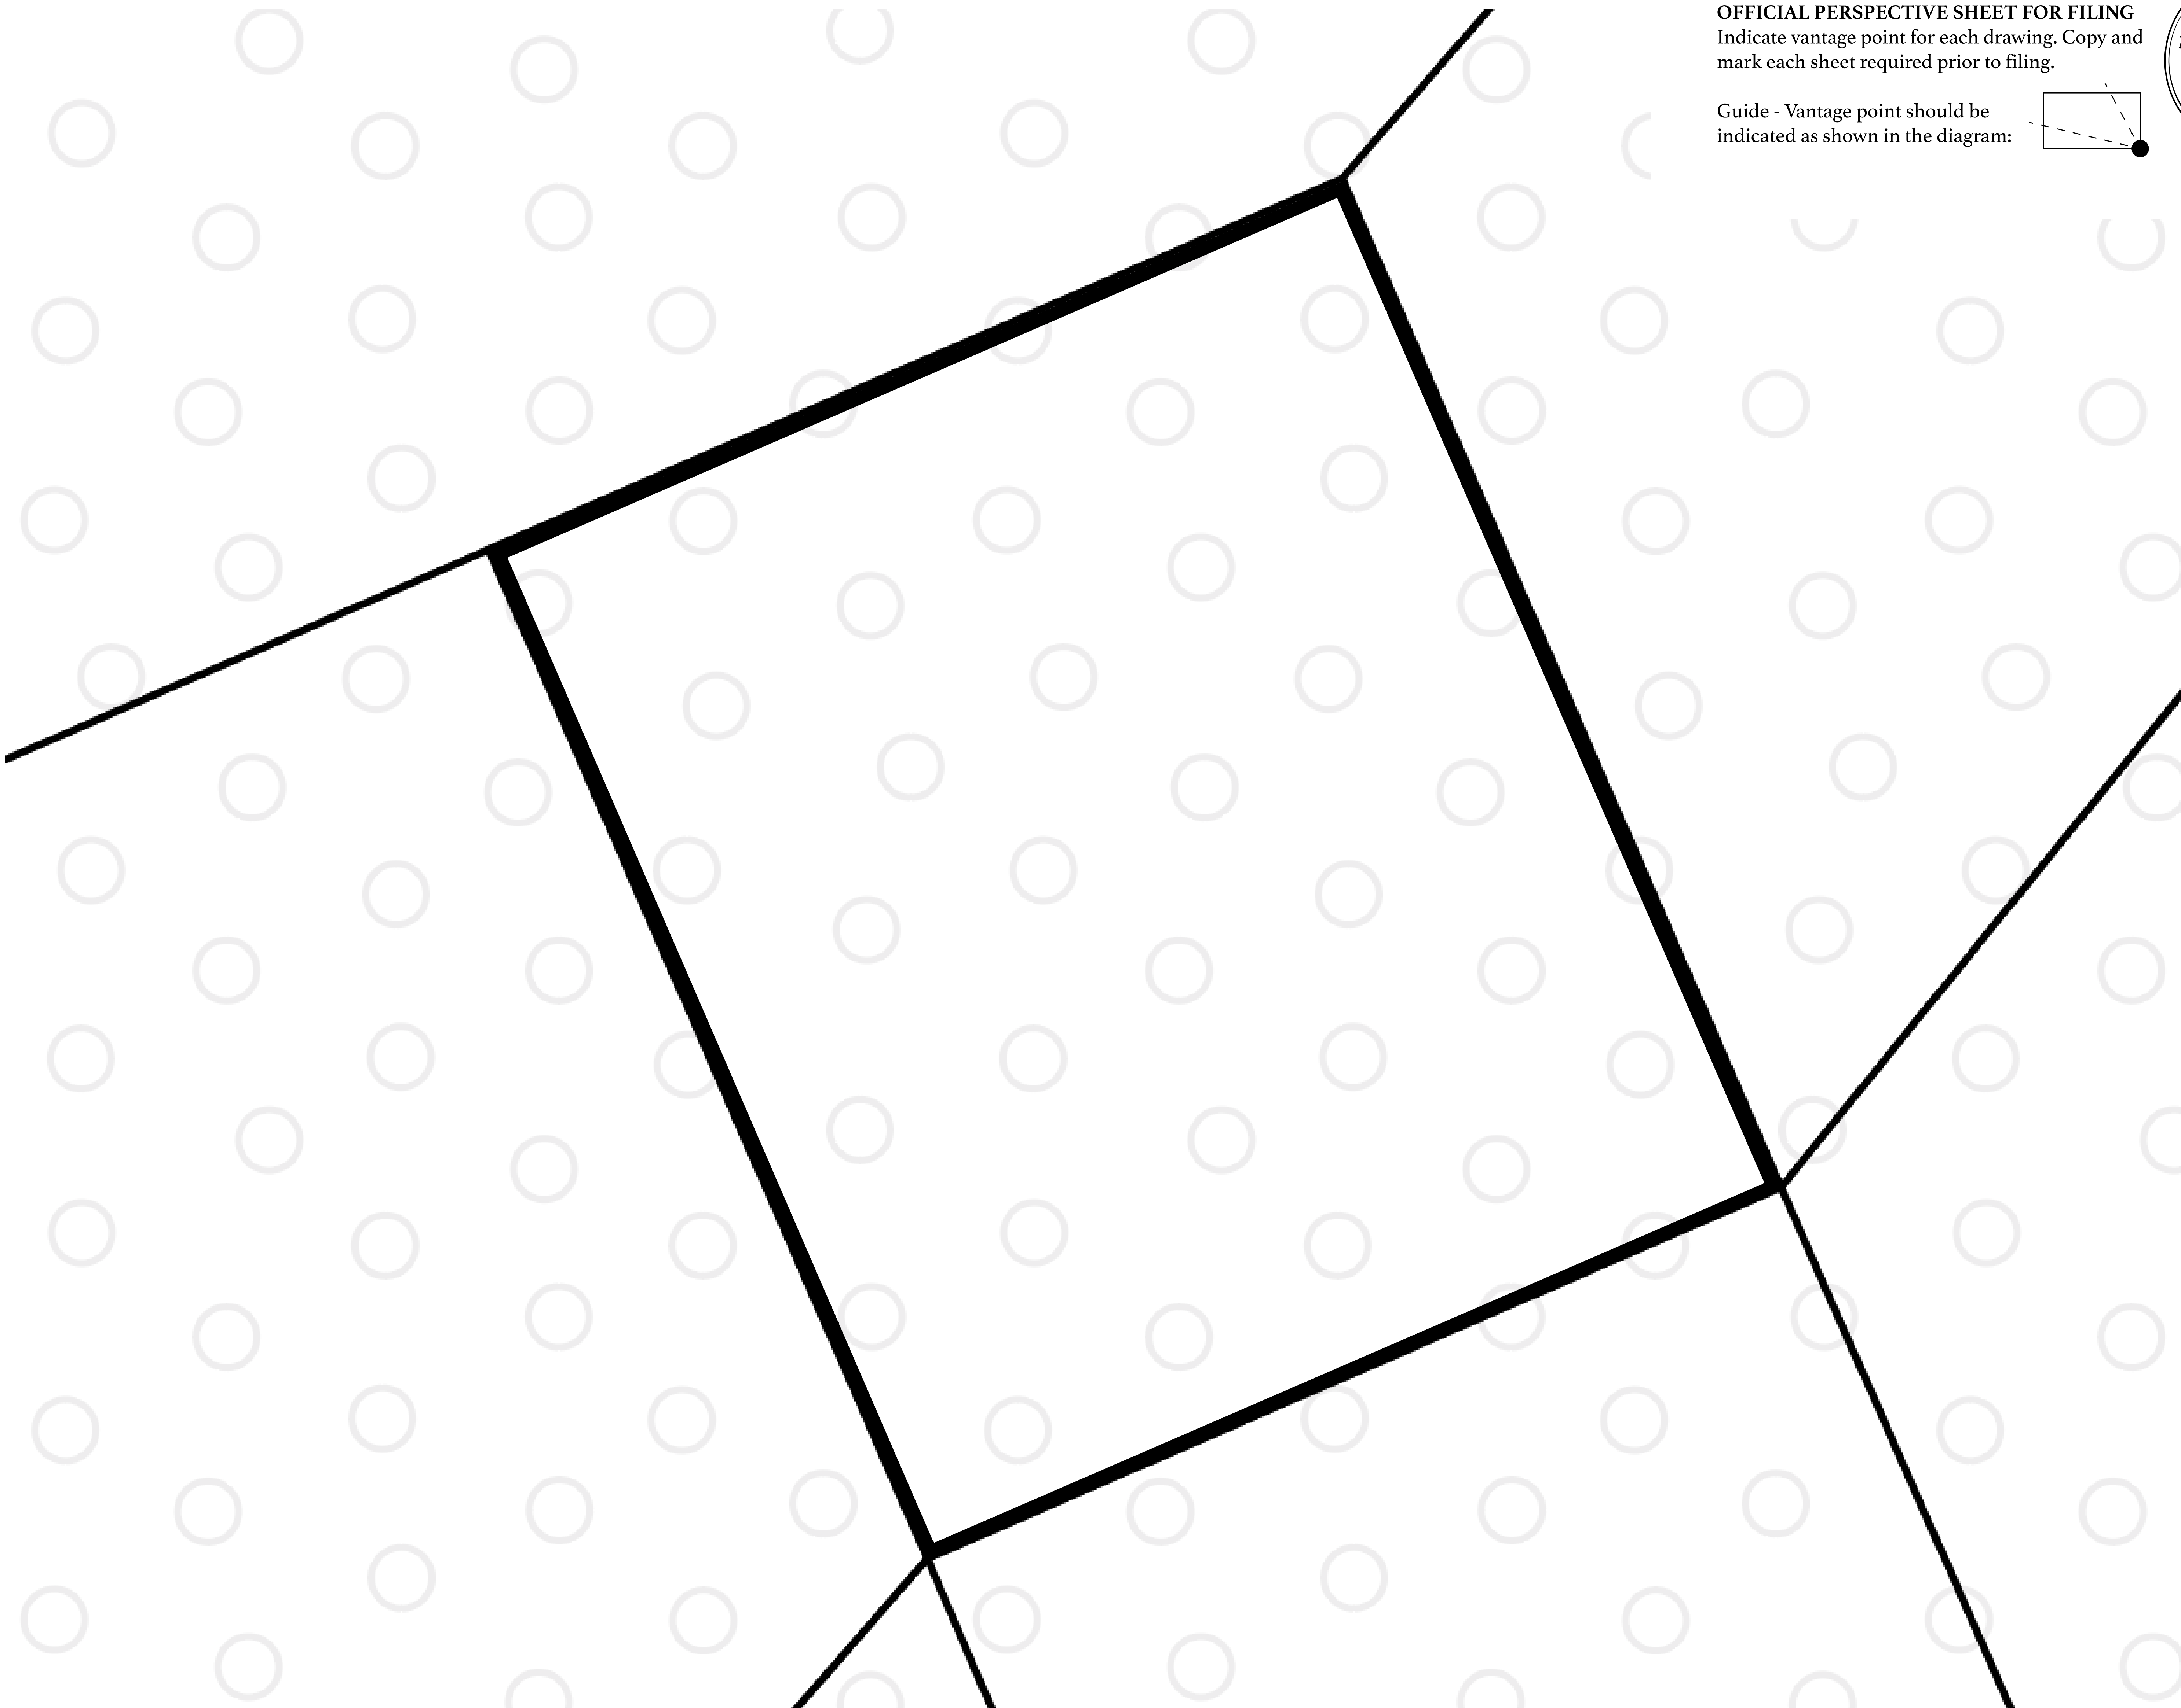 OFFICIAL PERSPECTIVE SHEET FOR FILING
Indicate vantage point for each drawing. Copy and
mark each sheet required prior to filing.
Guide - Vantage point should be
indicated as shown in the diagram: